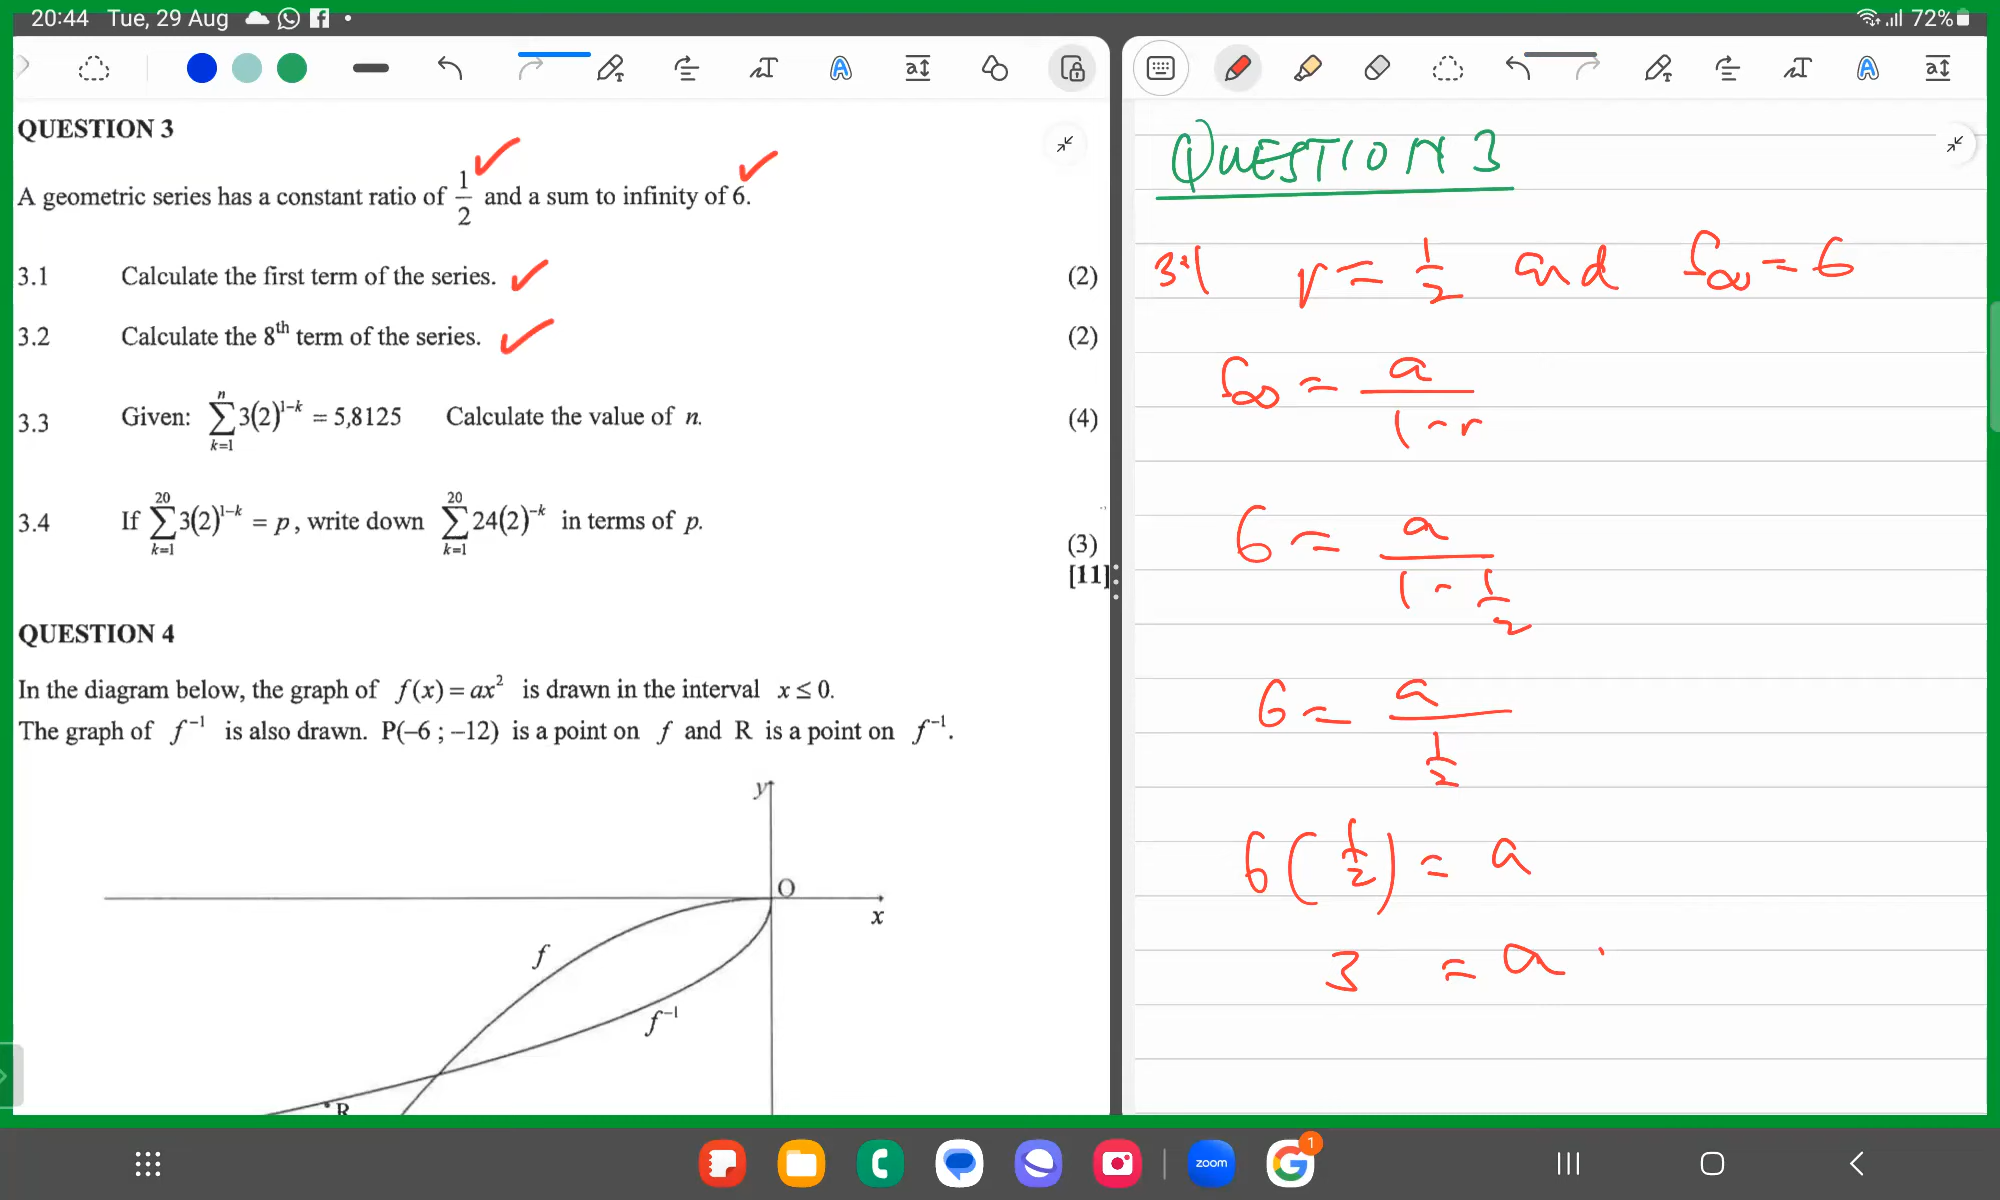 20:44 Tue, 29 Aug
72%
QUESTION 3
A geometric series has a constant ratio of 1/2 and a sum to infinity of 6.
3.1 Calculate the first term of the series. (2)
3.2 Calculate the 8th term of the series. (2)
3.3 Given: ∑_{k=1}^{n} 3(2)^{1−k} = 5,8125 Calculate the value of n. (4)
3.4 If ∑_{k=1}^{20} 3(2)^{1−k} = p, write down ∑_{k=1}^{20} 24(2)^{−k} in terms of p. (3)
[11]
QUESTION 4
In the diagram below, the graph of f(x) = ax² is drawn in the interval x ≤ 0.
The graph of f⁻¹ is also drawn. P(−6 ; −12) is a point on f and R is a point on f⁻¹.
y
O
x
f
f⁻¹
R
QUESTION 3
3.1 r = 1/2 and S∞ = 6
S∞ = a/(1 − r)
6 = a/(1 − 1/2)
6 = a/(1/2)
6(1/2) = a
3 = a
zoom
1